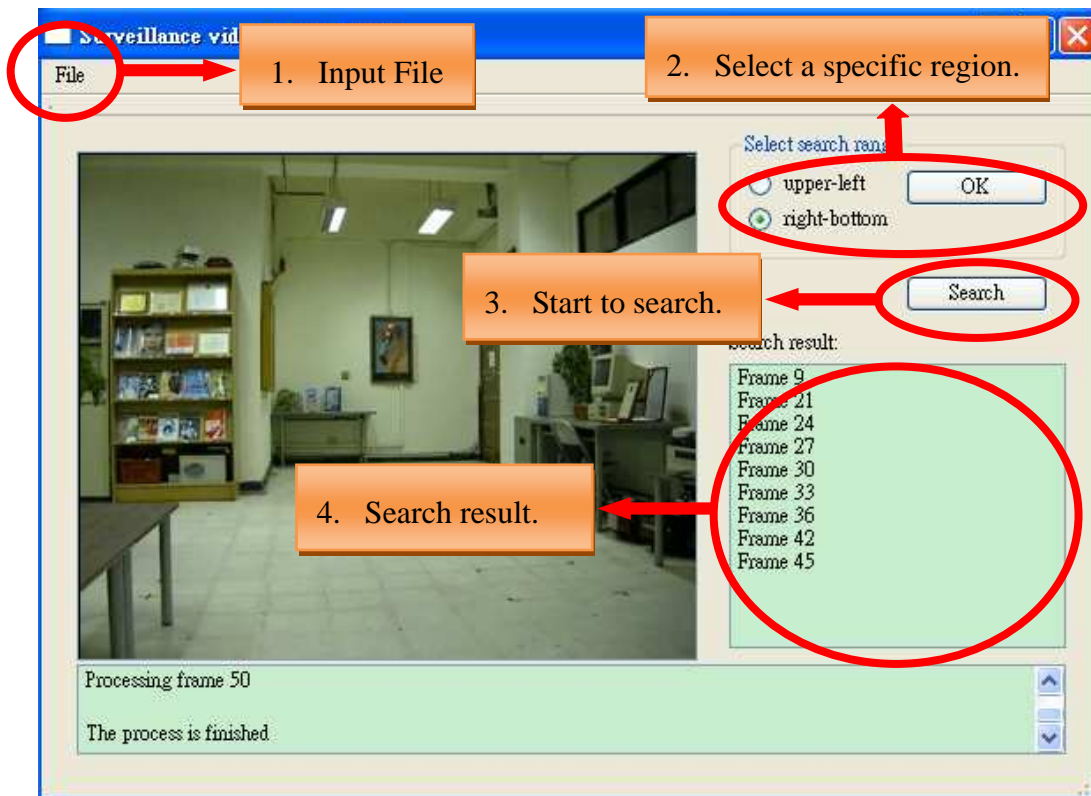 Surveillance vid
File
1. Input File
2. Select a specific region.
Select search rang
upper-left
OK
right-bottom
3. Start to search.
Search
Search result:
Frame 9
Frame 21
Frame 24
Frame 27
Frame 30
Frame 33
Frame 36
Frame 42
Frame 45
4. Search result.
Processing frame 50
The process is finished